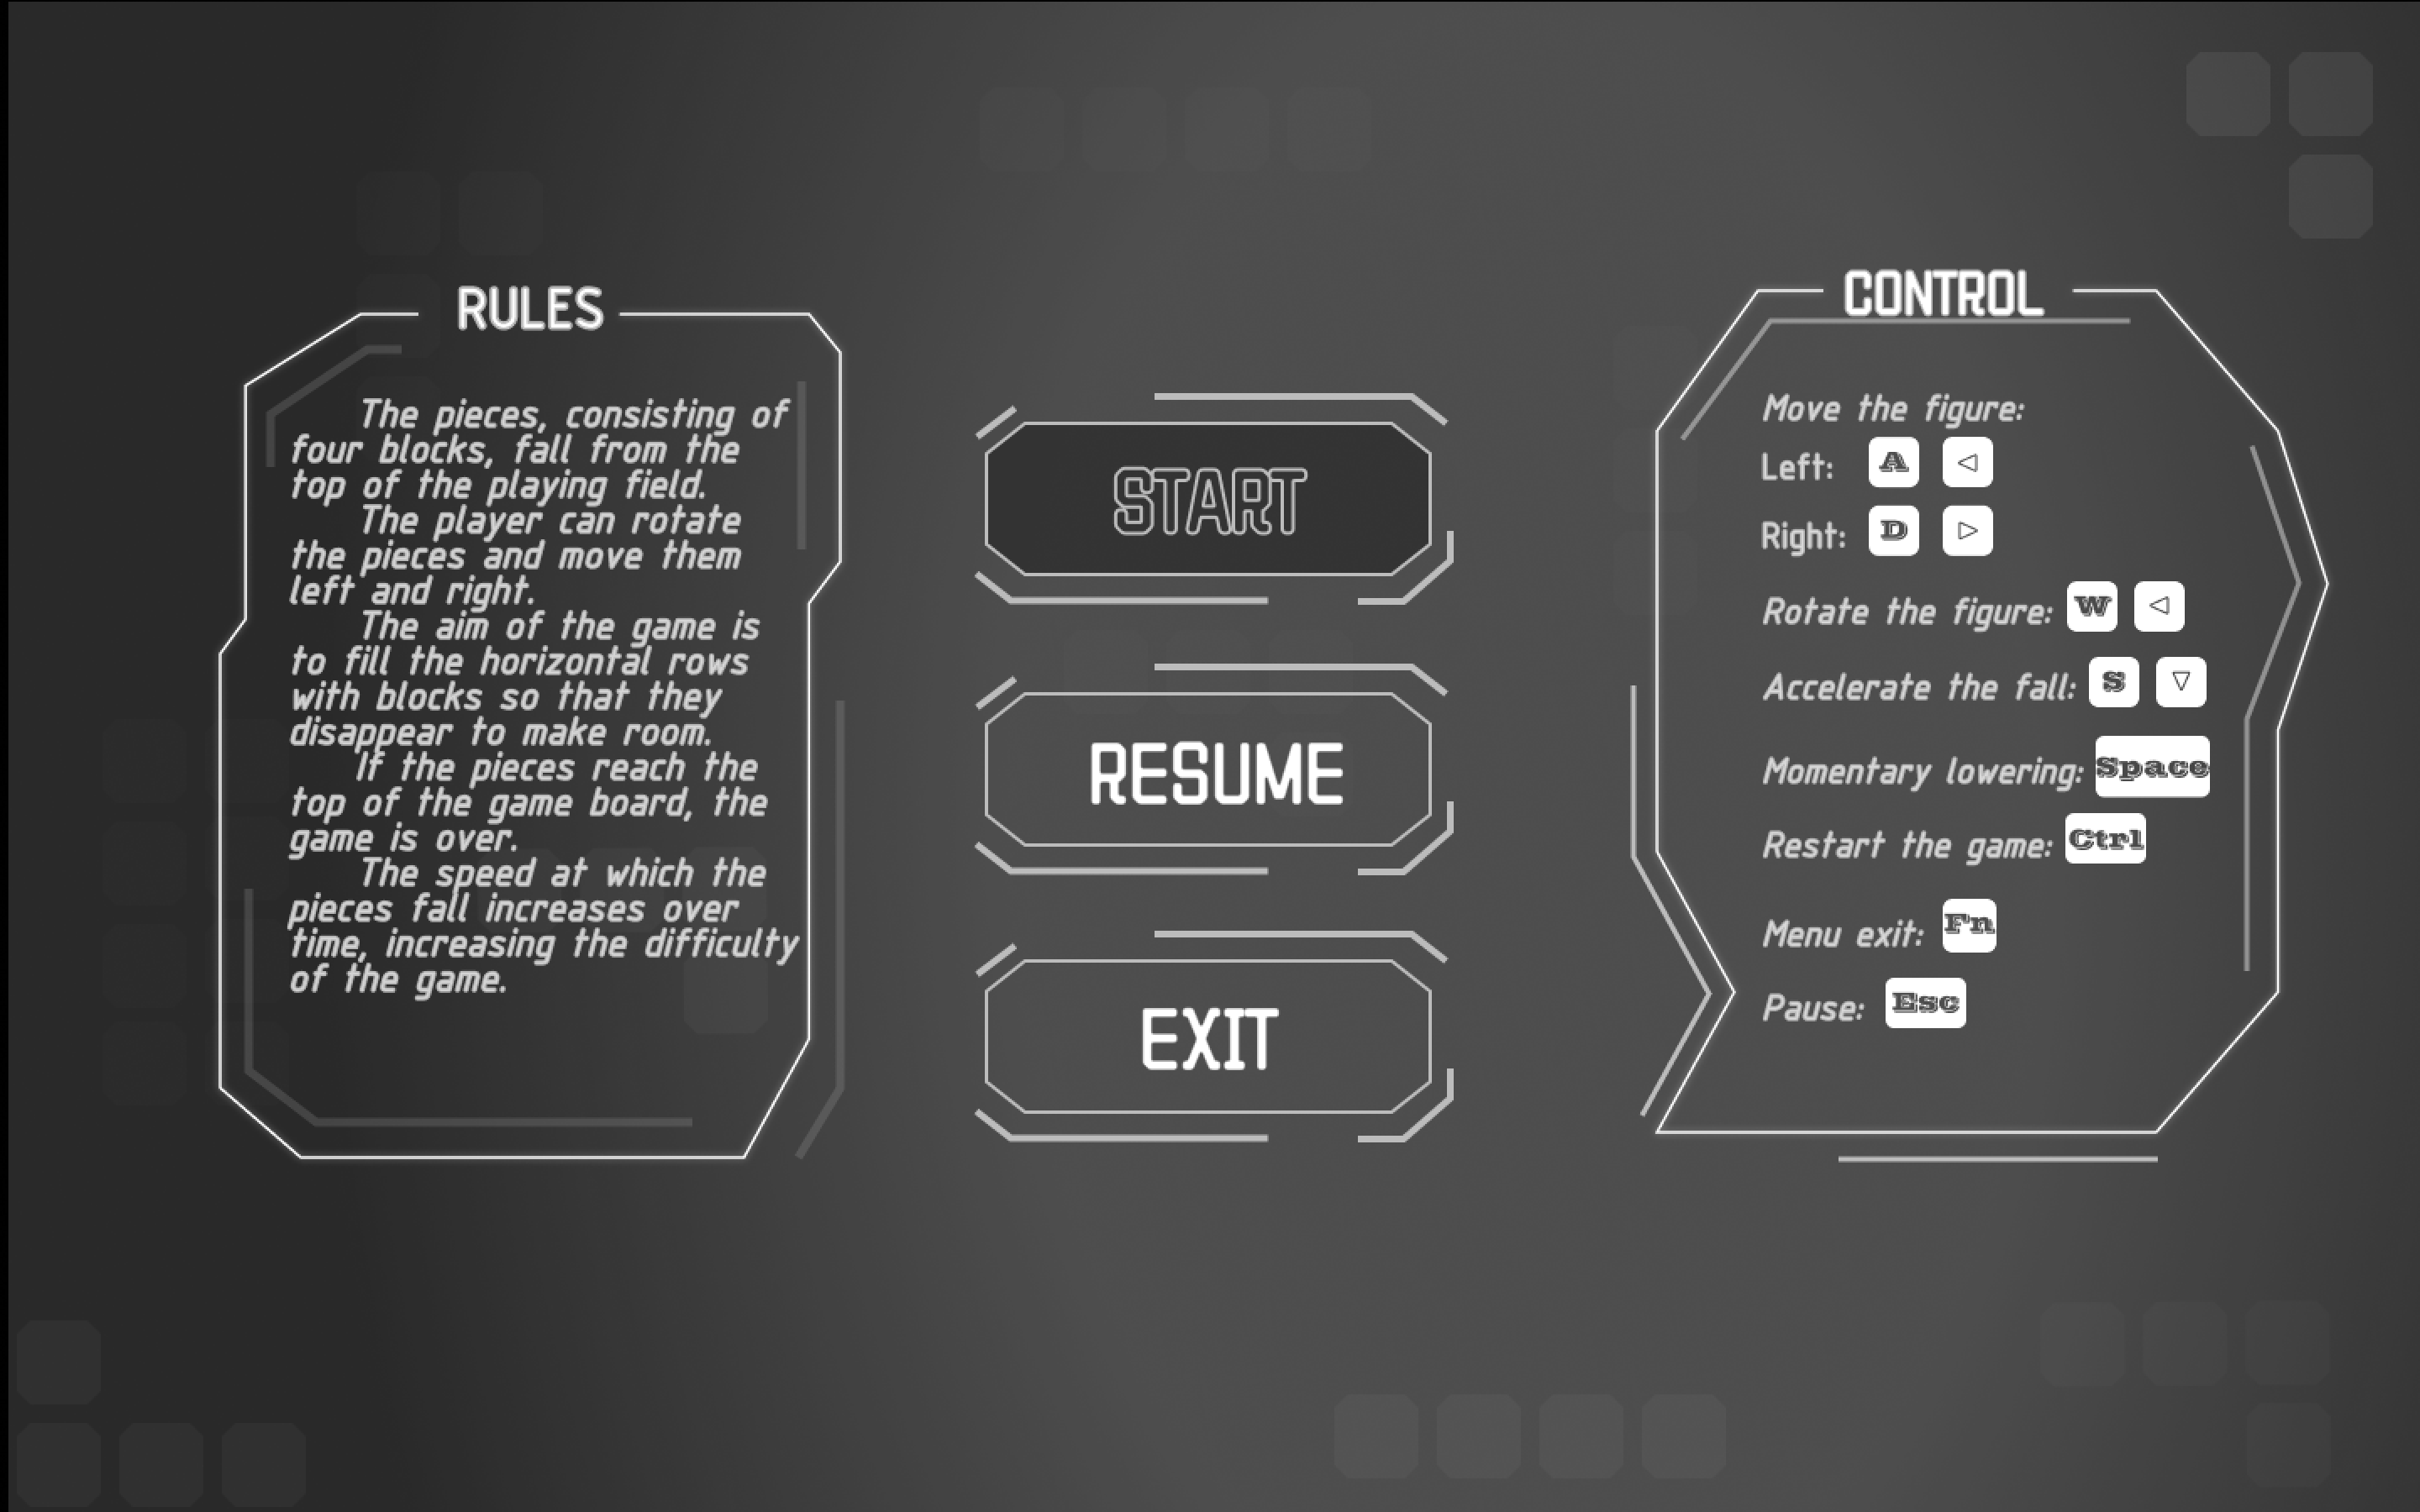 RULES
The pieces, consisting of
four blocks, fall from the
top of the playing field.
The player can rotate
the pieces and move them
left and right.
The aim of the game is
to fill the horizontal rows
with blocks so that they
disappear to make room.
If the pieces reach the
top of the game board, the
game is over.
The speed at which the
pieces fall increases over
time, increasing the difficulty
of the game.
START
RESUME
EXIT
CONTROL
Move the figure:
Left: A ◁
Right: D ▷
Rotate the figure: W ◁
Accelerate the fall: S ▽
Momentary lowering: Space
Restart the game: Ctrl
Menu exit: Fn
Pause: Esc